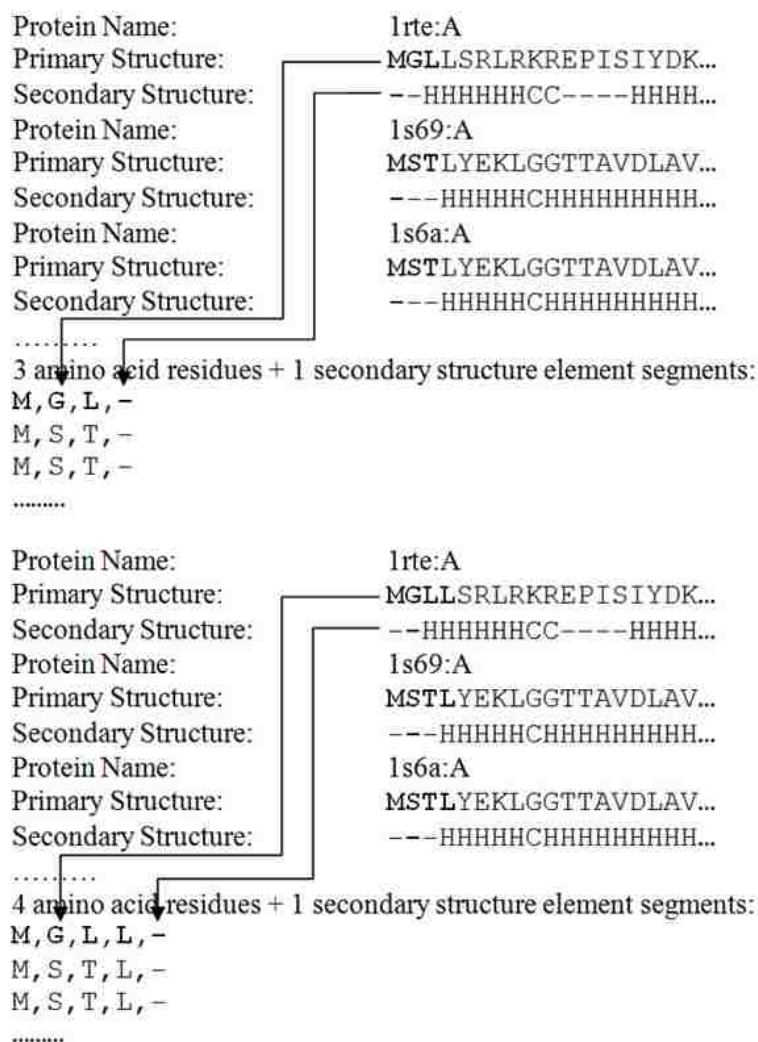 Protein Name: 1rte:A
Primary Structure: MGLLSRLRKREPISIYDK...
Secondary Structure: --HHHHHHCC----HHHH...
Protein Name: 1s69:A
Primary Structure: MSTLYEKLGGTTAVDLAV...
Secondary Structure: ---HHHHHCHHHHHHHHH...
Protein Name: 1s6a:A
Primary Structure: MSTLYEKLGGTTAVDLAV...
Secondary Structure: ---HHHHHCHHHHHHHHH...
.........
3 amino acid residues + 1 secondary structure element segments:
M,G,L,-
M,S,T,-
M,S,T,-
.........
Protein Name: 1rte:A
Primary Structure: MGLLSRLRKREPISIYDK...
Secondary Structure: --HHHHHHCC----HHHH...
Protein Name: 1s69:A
Primary Structure: MSTLYEKLGGTTAVDLAV...
Secondary Structure: ---HHHHHCHHHHHHHHH...
Protein Name: 1s6a:A
Primary Structure: MSTLYEKLGGTTAVDLAV...
Secondary Structure: ---HHHHHCHHHHHHHHH...
.........
4 amino acid residues + 1 secondary structure element segments:
M,G,L,L,-
M,S,T,L,-
M,S,T,L,-
.........